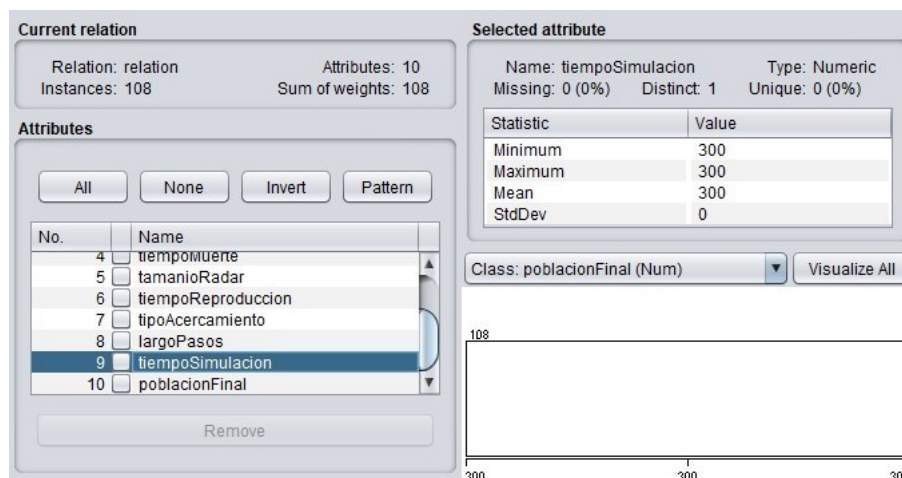 Current relation
Relation: relation
Attributes: 10
Instances: 108
Sum of weights: 108
Attributes
All
None
Invert
Pattern
No.
Name
4 tiempoMuerte
5 tamanioRadar
6 tiempoReproduccion
7 tipoAcercamiento
8 largoPasos
9 tiempoSimulacion
10 poblacionFinal
Remove
Selected attribute
Name: tiempoSimulacion
Type: Numeric
Missing: 0 (0%)
Distinct: 1
Unique: 0 (0%)
Statistic
Value
Minimum 300
Maximum 300
Mean 300
StdDev 0
Class: poblacionFinal (Num)
Visualize All
108
300
300